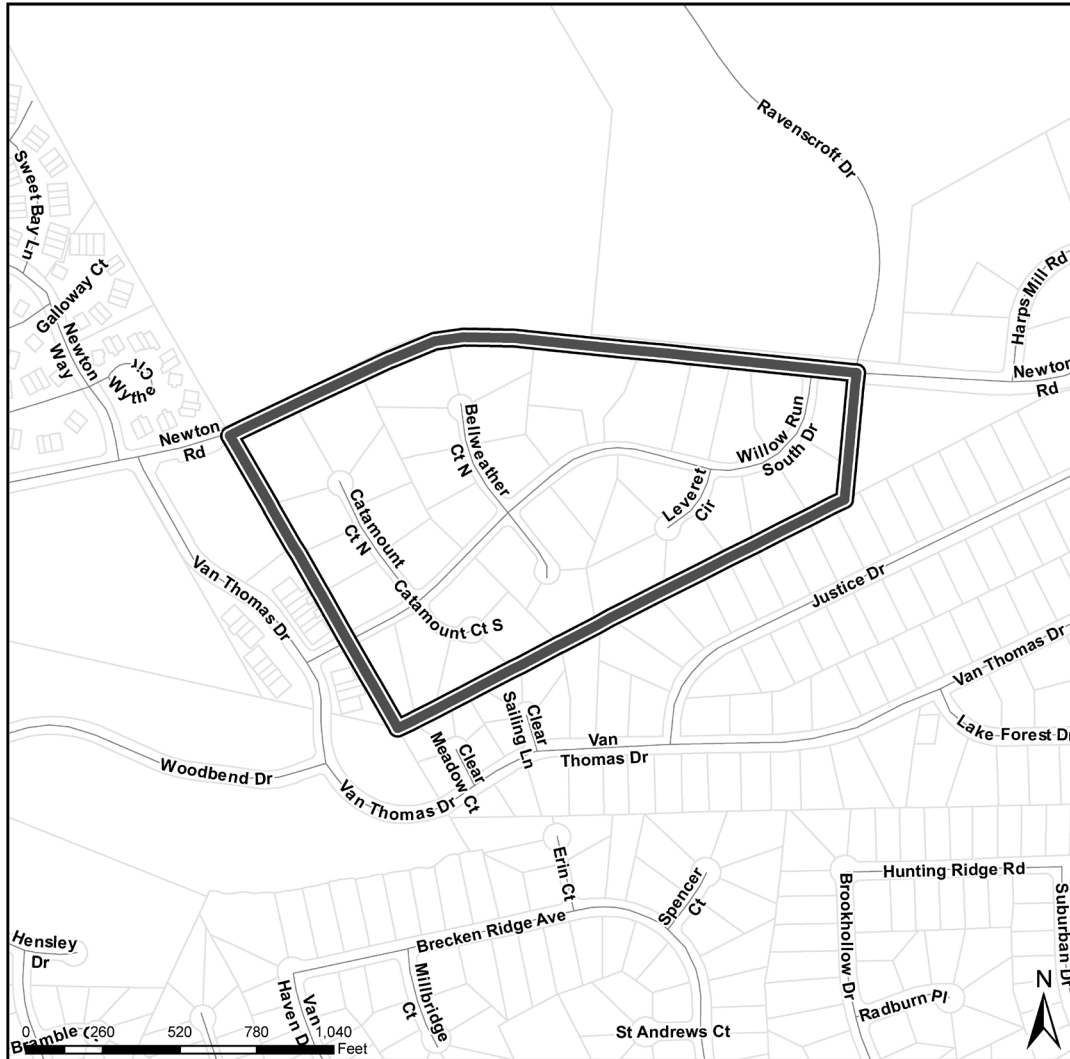 Ravenscroft Dr
Sweet Bay Ln
Galloway Ct
Newton
Way
Wythe
Cir
Harps Mill Rd
Newton
Rd
Newton
Rd
Bellweather
Ct N
Willow Run
South Dr
Leveret
Cir
Catamount
Ct N
Catamount Ct S
Van Thomas Dr
Justice Dr
Van Thomas Dr
Clear
Sailing Ln
Clear
Meadow Ct
Van
Thomas Dr
Lake Forest Dr
Woodbend Dr
Van Thomas Dr
Erin Ct
Spencer
Ct
Hunting Ridge Rd
Brookhollow Dr
Suburban Dr
Brecken Ridge Ave
Hensley
Dr
Millbridge
Ct
Van
Haven D
Radburn Pl
St Andrews Ct
Bramble C
N
0 260 520 780 1,040
Feet